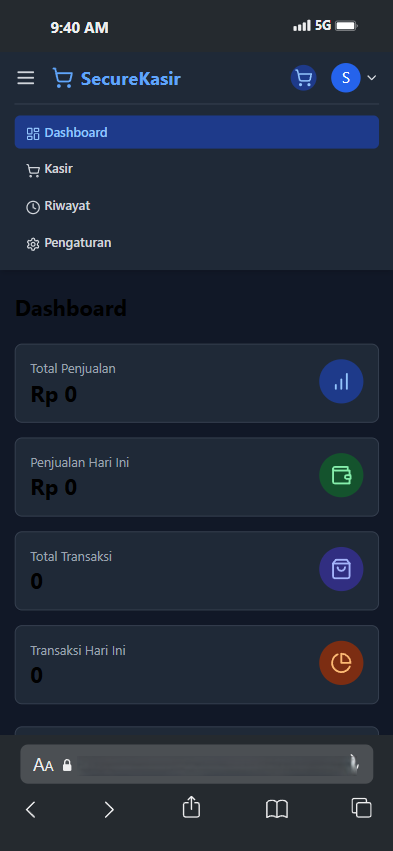 9:40 AM
5G
SecureKasir
S
Dashboard
Kasir
Riwayat
Pengaturan
Dashboard
Total Penjualan
Rp 0
Penjualan Hari Ini
Rp 0
Total Transaksi
0
Transaksi Hari Ini
0
AA